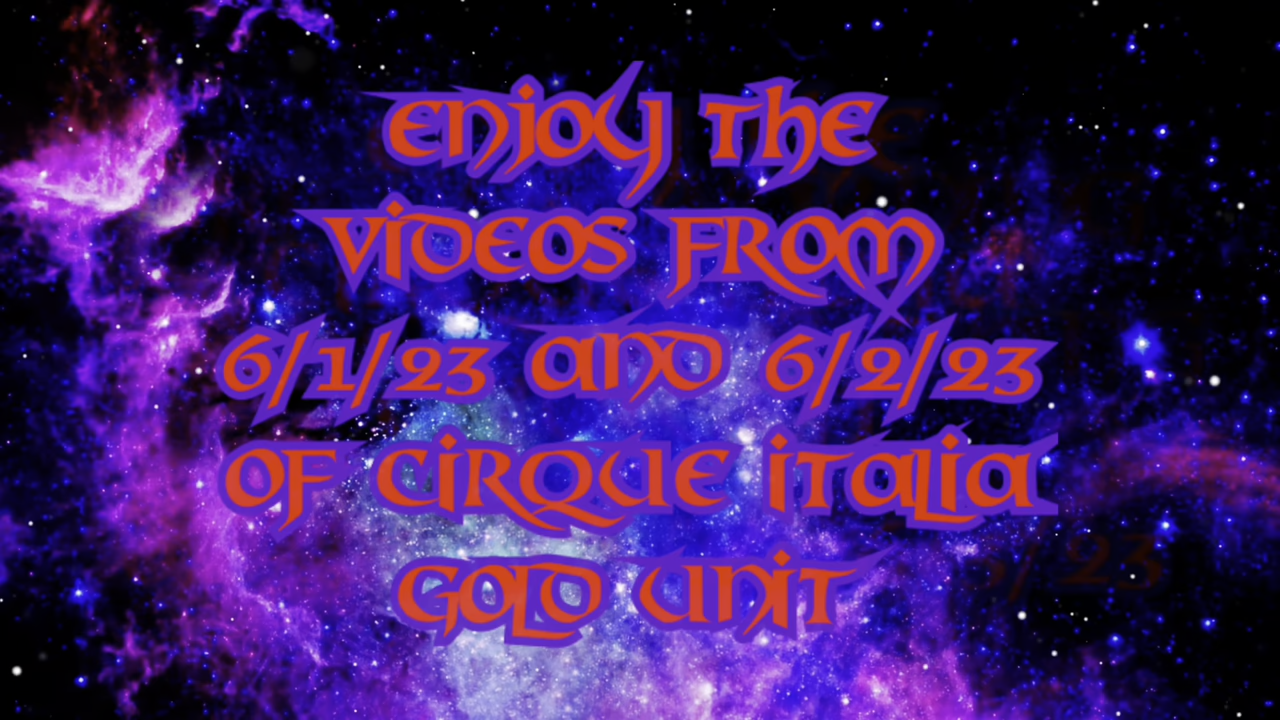 Enjoy the
videos from
6/1/23 and 6/2/23
of Cirque Italia
Gold Unit